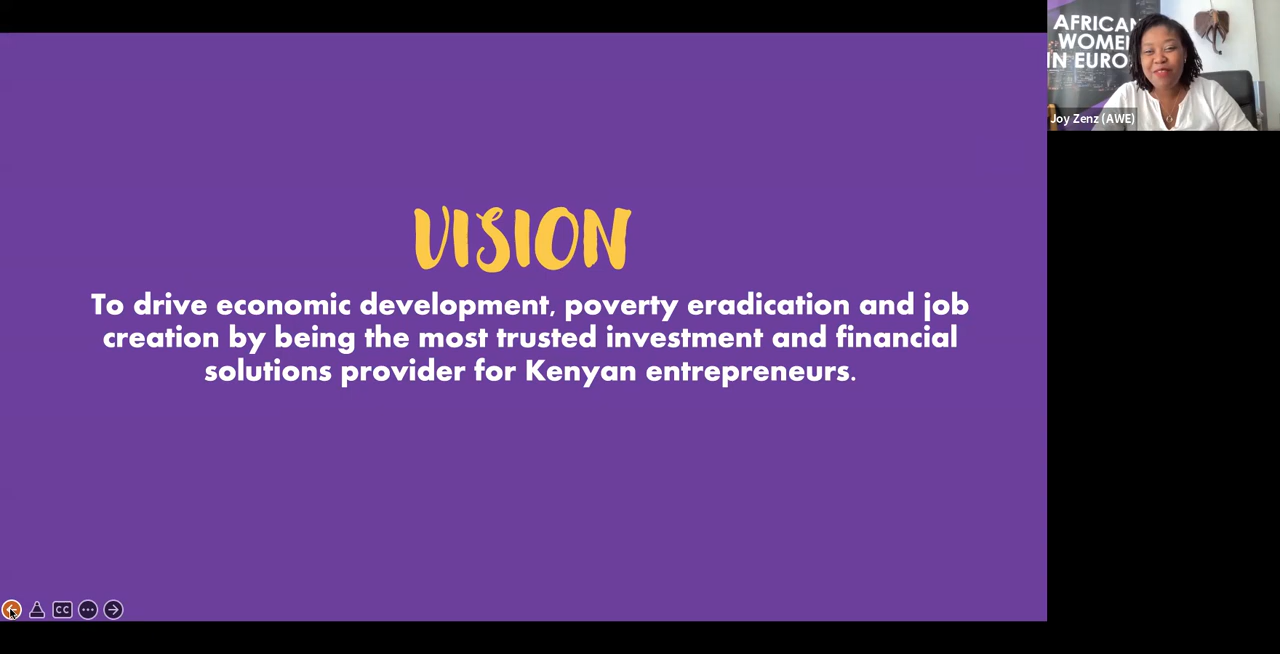 VISION
To drive economic development, poverty eradication and job
creation by being the most trusted investment and financial
solutions provider for Kenyan entrepreneurs.
AFRICAN
WOME
IN EURO
Joy Zenz (AWE)
CC